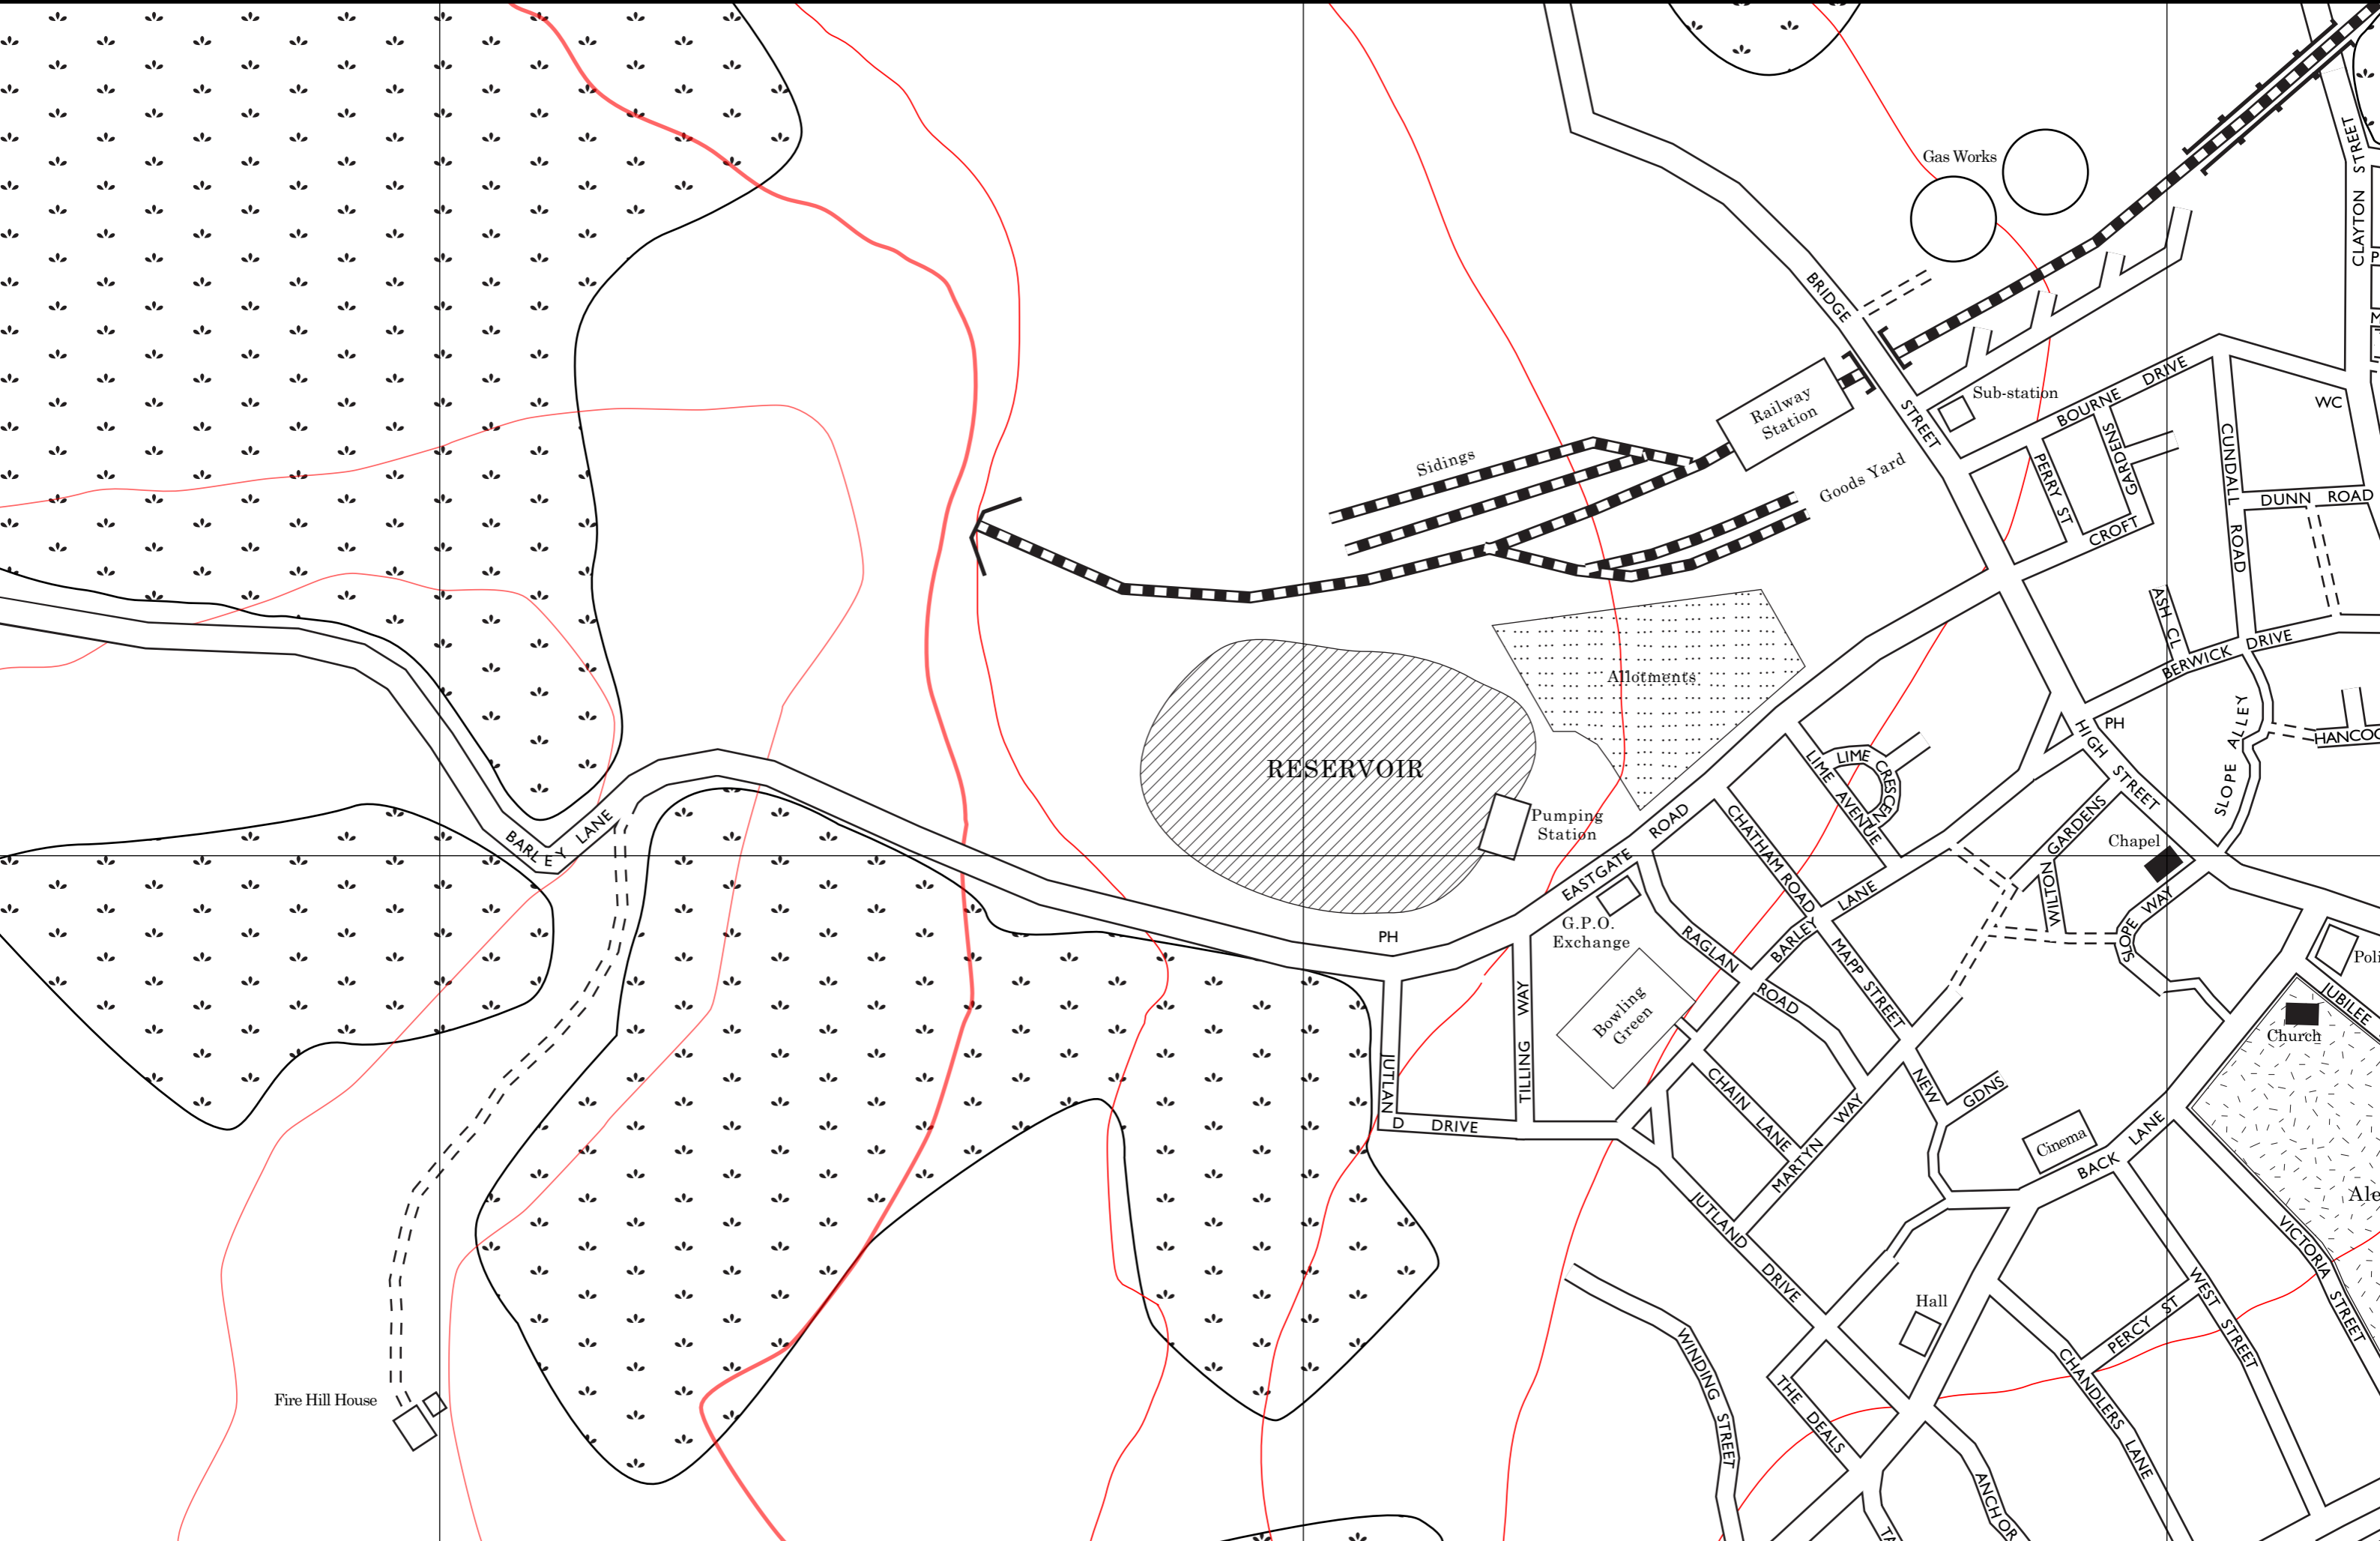 CLAYTON STREET
Gas Works
BRIDGE
STREET
Railway
Station
Sub-station
BOURNE DRIVE
WC
Sidings
Goods Yard
PERRY ST
GARDENS
CROFT
CUNDALL ROAD
DUNN ROAD
ASH CL
BERWICK DRIVE
Allotments
RESERVOIR
PH
HIGH STREET
SLOPE ALLEY
HANCOC
LIME CRESCENT
LIME AVENUE
Pumping
Station
EASTGATE ROAD
CHATHAM ROAD
WILTON GARDENS
Chapel
BARLEY LANE
BARLEY LANE
SLOPE WAY
G.P.O.
Exchange
PH
RAGLAN ROAD
MAPP STREET
Poli
JUBILEE
Church
Bowling
Green
TILLING WAY
JUTLAND DRIVE
CHAIN LANE
MARTYN WAY
NEW GDNS
Cinema
BACK LANE
Ale
VICTORIA STREET
JUTLAND DRIVE
Hall
WEST STREET
PERCY ST
CHANDLERS LANE
WINDING STREET
THE DEALS
Fire Hill House
ANCHOR
TA